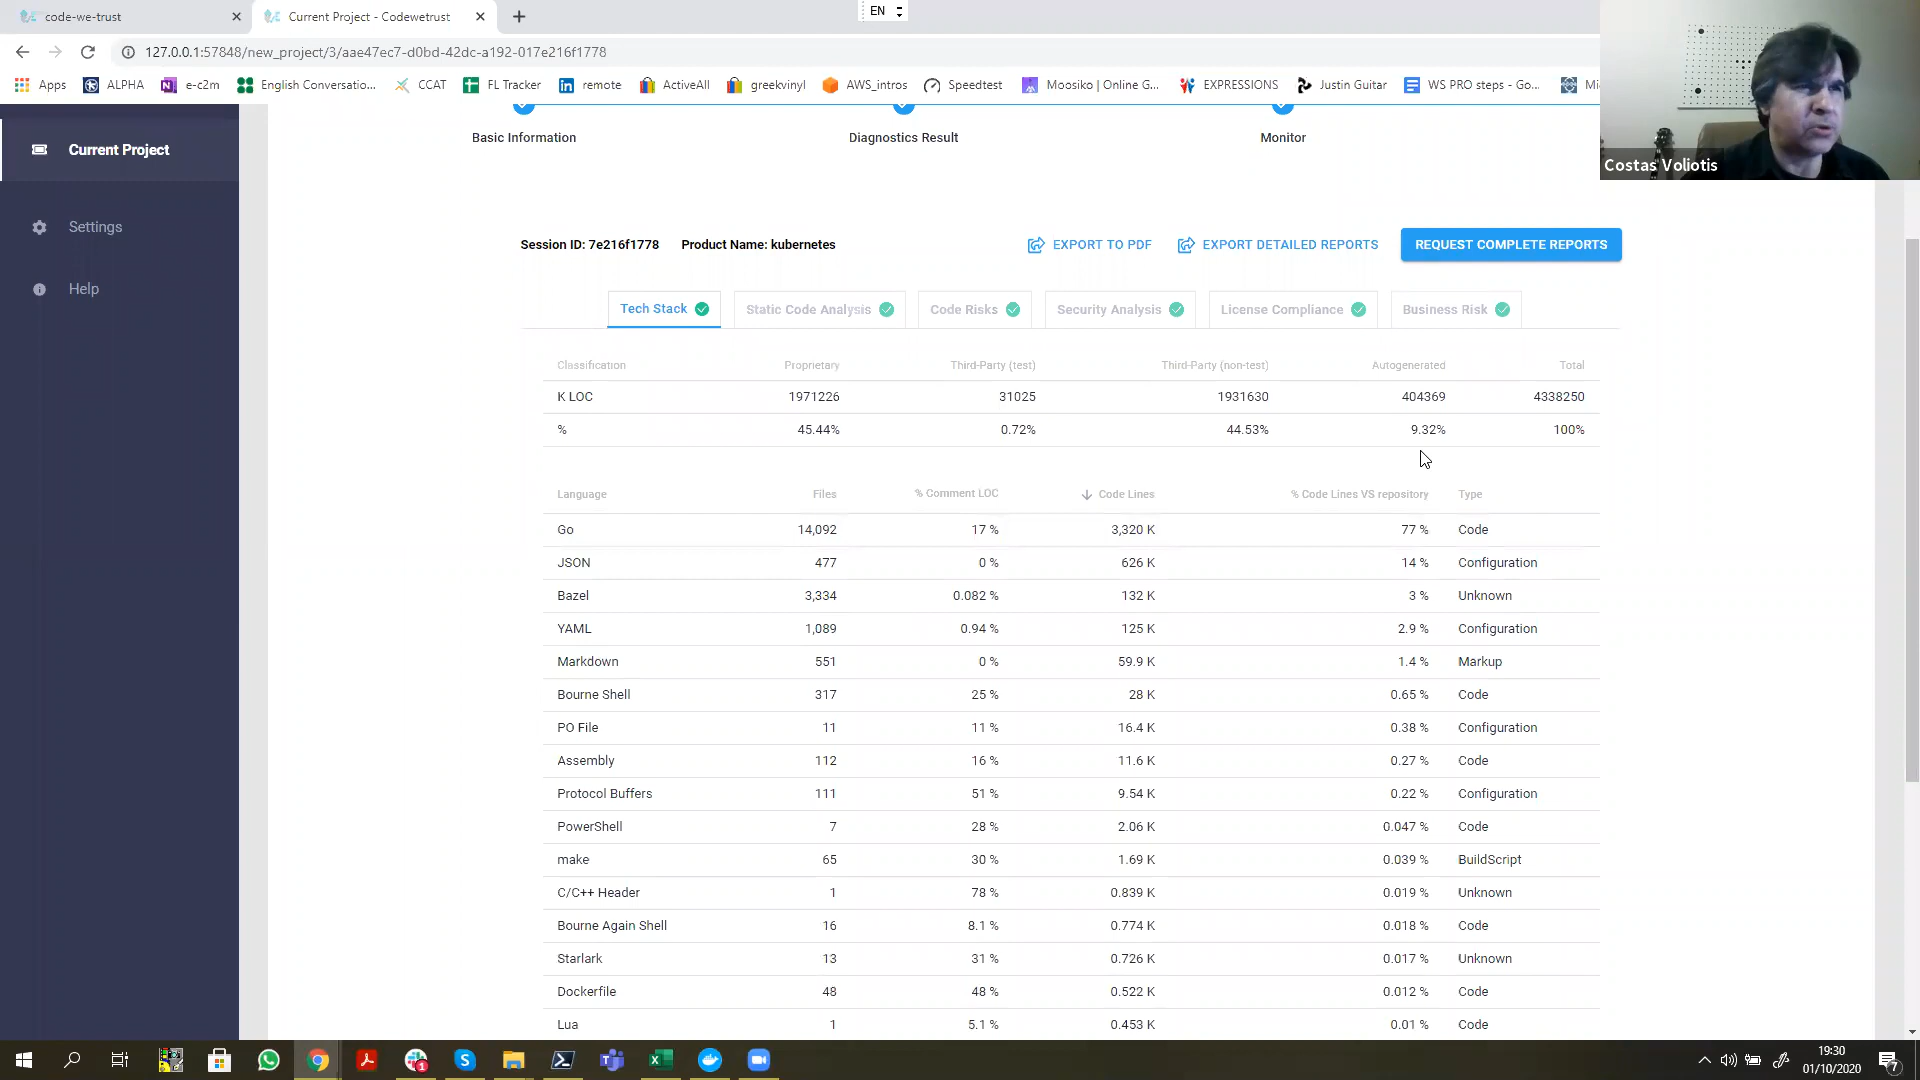 code-we-trust
Current Project - Codewetrust
EN
127.0.0.1:57848/new_project/3/aae47ec7-d0bd-42dc-a192-017e216f1778
Apps
ALPHA
e-c2m
English Conversatio...
CCAT
FL Tracker
remote
ActiveAll
greekvinyl
AWS_intros
Speedtest
Moosiko | Online G...
EXPRESSIONS
Justin Guitar
WS PRO steps - Go...
Mi
Costas Voliotis
Current Project
Settings
Help
Basic Information
Diagnostics Result
Monitor
Session ID: 7e216f1778 Product Name: kubernetes
EXPORT TO PDF
EXPORT DETAILED REPORTS
REQUEST COMPLETE REPORTS
Tech Stack
Static Code Analysis
Code Risks
Security Analysis
License Compliance
Business Risk
Classification Proprietary Third-Party (test) Third-Party (non-test) Autogenerated Total
K LOC 1971226 31025 1931630 404369 4338250
% 45.44% 0.72% 44.53% 9.32% 100%
Language Files % Comment LOC Code Lines % Code Lines VS repository Type
Go 14,092 17 % 3,320 K 77 % Code
JSON 477 0 % 626 K 14 % Configuration
Bazel 3,334 0.082 % 132 K 3 % Unknown
YAML 1,089 0.94 % 125 K 2.9 % Configuration
Markdown 551 0 % 59.9 K 1.4 % Markup
Bourne Shell 317 25 % 28 K 0.65 % Code
PO File 11 11 % 16.4 K 0.38 % Configuration
Assembly 112 16 % 11.6 K 0.27 % Code
Protocol Buffers 111 51 % 9.54 K 0.22 % Configuration
PowerShell 7 28 % 2.06 K 0.047 % Code
make 65 30 % 1.69 K 0.039 % BuildScript
C/C++ Header 1 78 % 0.839 K 0.019 % Unknown
Bourne Again Shell 16 8.1 % 0.774 K 0.018 % Code
Starlark 13 31 % 0.726 K 0.017 % Unknown
Dockerfile 48 48 % 0.522 K 0.012 % Code
Lua 1 5.1 % 0.453 K 0.01 % Code
19:30
01/10/2020